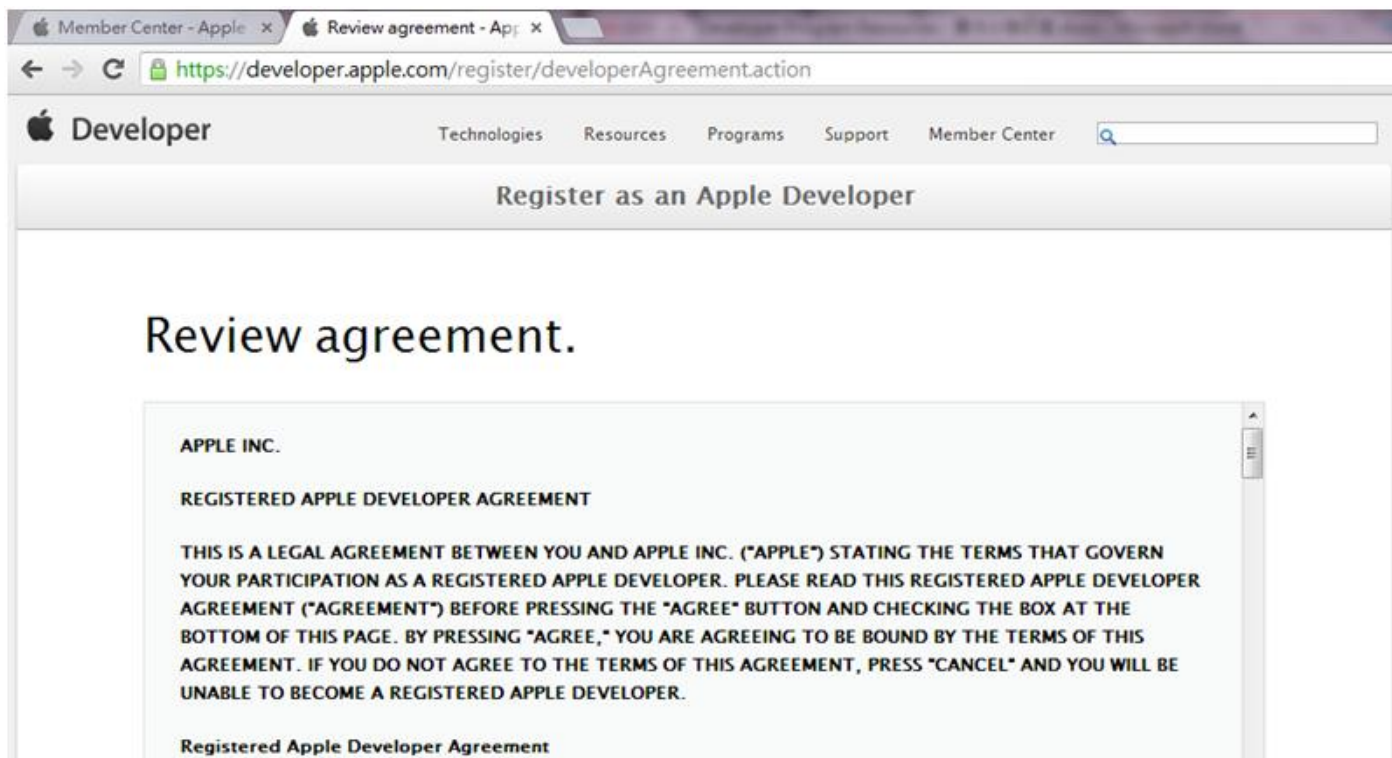 Member Center - Apple
Review agreement - App
https://developer.apple.com/register/developerAgreement.action
Developer Technologies Resources Programs Support Member Center
Register as an Apple Developer
Review agreement.
APPLE INC.
REGISTERED APPLE DEVELOPER AGREEMENT
THIS IS A LEGAL AGREEMENT BETWEEN YOU AND APPLE INC. ("APPLE") STATING THE TERMS THAT GOVERN
YOUR PARTICIPATION AS A REGISTERED APPLE DEVELOPER. PLEASE READ THIS REGISTERED APPLE DEVELOPER
AGREEMENT ("AGREEMENT") BEFORE PRESSING THE "AGREE" BUTTON AND CHECKING THE BOX AT THE
BOTTOM OF THIS PAGE. BY PRESSING "AGREE," YOU ARE AGREEING TO BE BOUND BY THE TERMS OF THIS
AGREEMENT. IF YOU DO NOT AGREE TO THE TERMS OF THIS AGREEMENT, PRESS "CANCEL" AND YOU WILL BE
UNABLE TO BECOME A REGISTERED APPLE DEVELOPER.
Registered Apple Developer Agreement